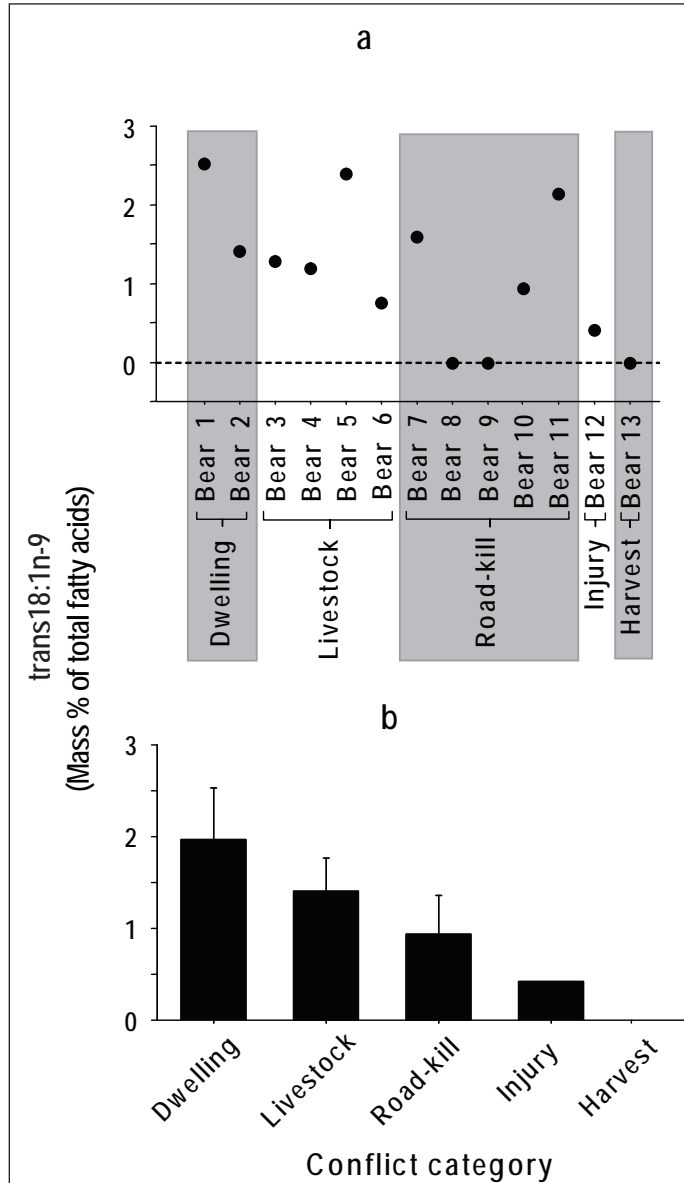 a
3
2
1
0
Bear 1
Bear 2
Bear 3
Bear 4
Bear 5
Bear 6
Bear 7
Bear 8
Bear 9
Bear 10
Bear 11
Bear 12
Bear 13
Dwelling
Livestock
Road-kill
Injury
Harvest
trans18:1n-9
(Mass % of total fatty acids)
b
3
2
1
0
Dwelling
Livestock
Road-kill
Injury
Harvest
Conflict category